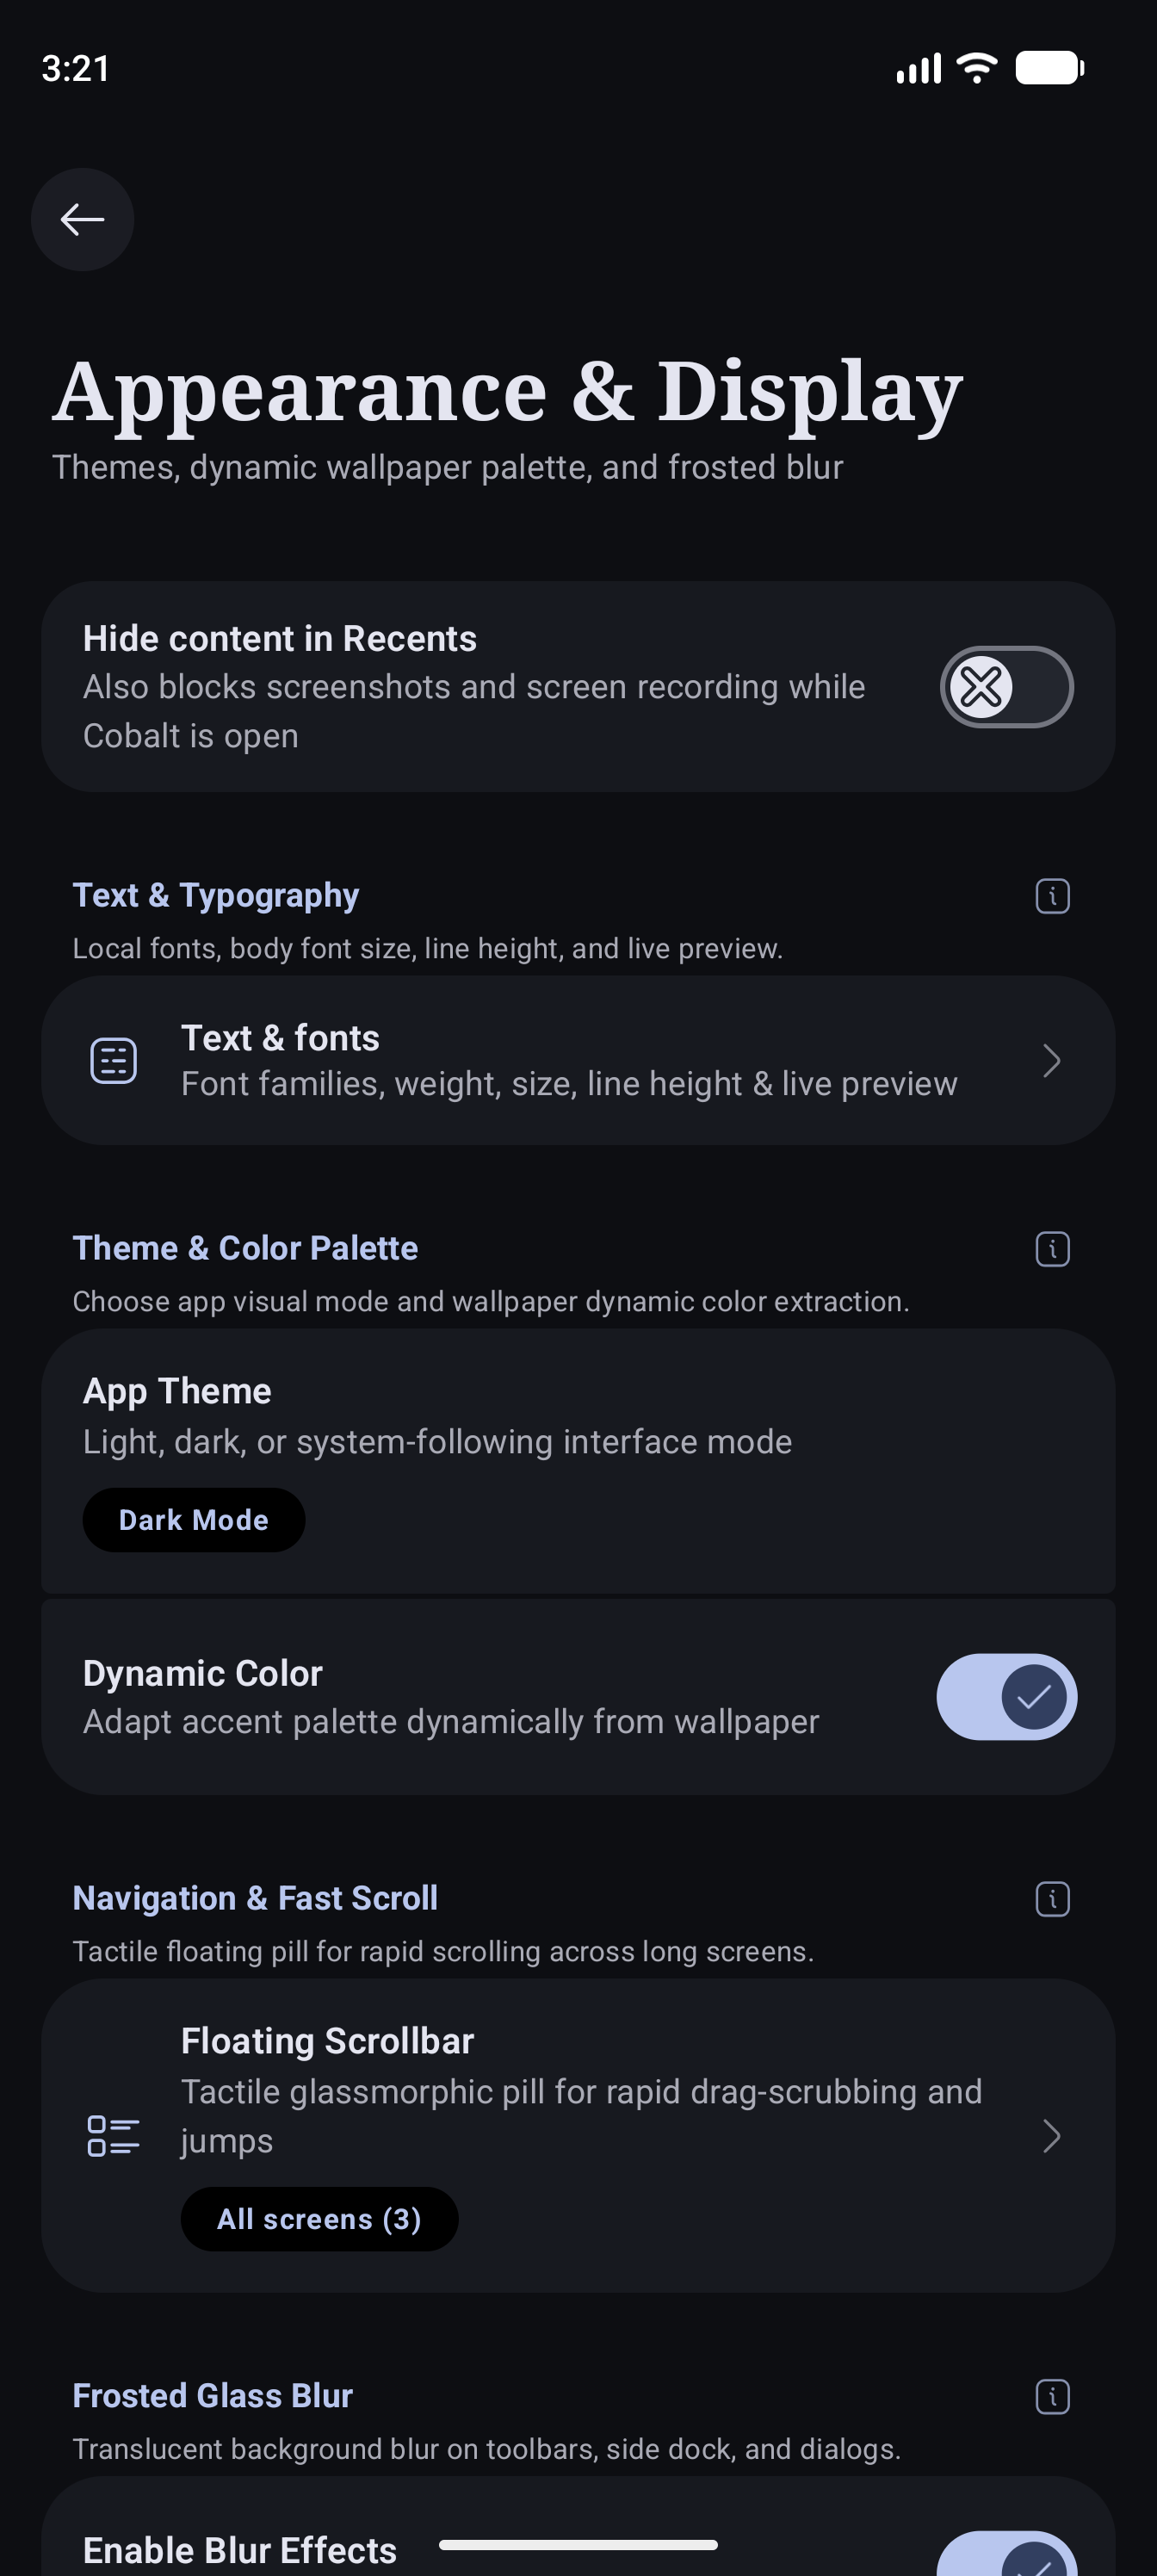 3:21
Appearance & Display
Themes, dynamic wallpaper palette, and frosted blur
Hide content in Recents
Also blocks screenshots and screen recording while
Cobalt is open
Text & Typography
Local fonts, body font size, line height, and live preview.
Text & fonts
Font families, weight, size, line height & live preview
Theme & Color Palette
Choose app visual mode and wallpaper dynamic color extraction.
App Theme
Light, dark, or system-following interface mode
Dark Mode
Dynamic Color
Adapt accent palette dynamically from wallpaper
Navigation & Fast Scroll
Tactile floating pill for rapid scrolling across long screens.
Floating Scrollbar
Tactile glassmorphic pill for rapid drag-scrubbing and
jumps
All screens (3)
Frosted Glass Blur
Translucent background blur on toolbars, side dock, and dialogs.
Enable Blur Effects